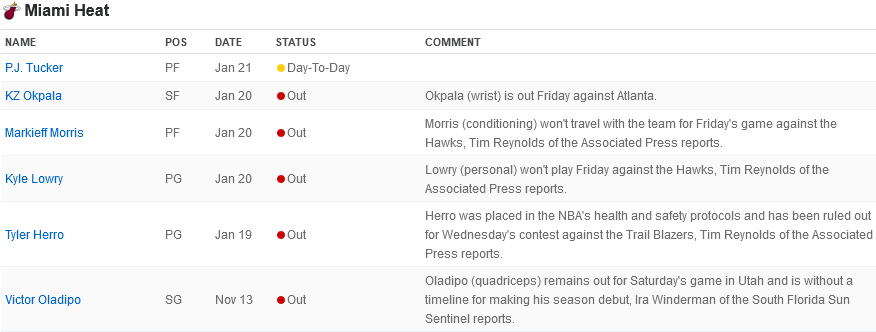 Miami Heat
NAME POS DATE STATUS COMMENT
P.J. Tucker PF Jan 21 Day-To-Day
KZ Okpala SF Jan 20 Out Okpala (wrist) is out Friday against Atlanta.
Markieff Morris PF Jan 20 Out Morris (conditioning) won't travel with the team for Friday's game against the
Hawks, Tim Reynolds of the Associated Press reports.
Kyle Lowry PG Jan 20 Out Lowry (personal) won't play Friday against the Hawks, Tim Reynolds of the
Associated Press reports.
Tyler Herro PG Jan 19 Out Herro was placed in the NBA's health and safety protocols and has been ruled out
for Wednesday's contest against the Trail Blazers, Tim Reynolds of the Associated
Press reports.
Victor Oladipo SG Nov 13 Out Oladipo (quadriceps) remains out for Saturday's game in Utah and is without a
timeline for making his season debut, Ira Winderman of the South Florida Sun
Sentinel reports.